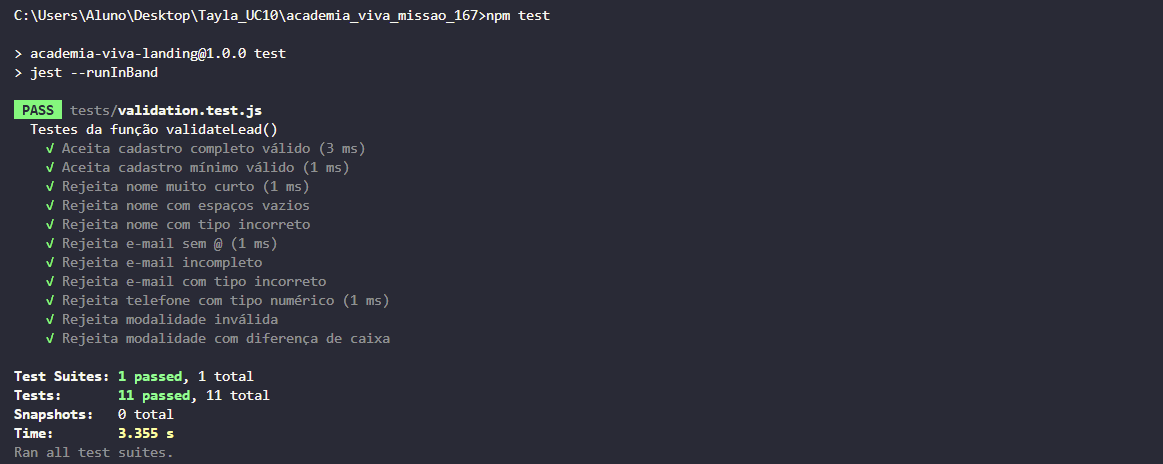 C:\Users\Aluno\Desktop\Tayla_UC10\academia_viva_missao_167>npm test
> academia-viva-landing@1.0.0 test
> jest --runInBand
PASS tests/validation.test.js
Testes da função validateLead()
√ Aceita cadastro completo válido (3 ms)
√ Aceita cadastro mínimo válido (1 ms)
√ Rejeita nome muito curto (1 ms)
√ Rejeita nome com espaços vazios
√ Rejeita nome com tipo incorreto
√ Rejeita e-mail sem @ (1 ms)
√ Rejeita e-mail incompleto
√ Rejeita e-mail com tipo incorreto
√ Rejeita telefone com tipo numérico (1 ms)
√ Rejeita modalidade inválida
√ Rejeita modalidade com diferença de caixa
Test Suites: 1 passed, 1 total
Tests: 11 passed, 11 total
Snapshots: 0 total
Time: 3.355 s
Ran all test suites.